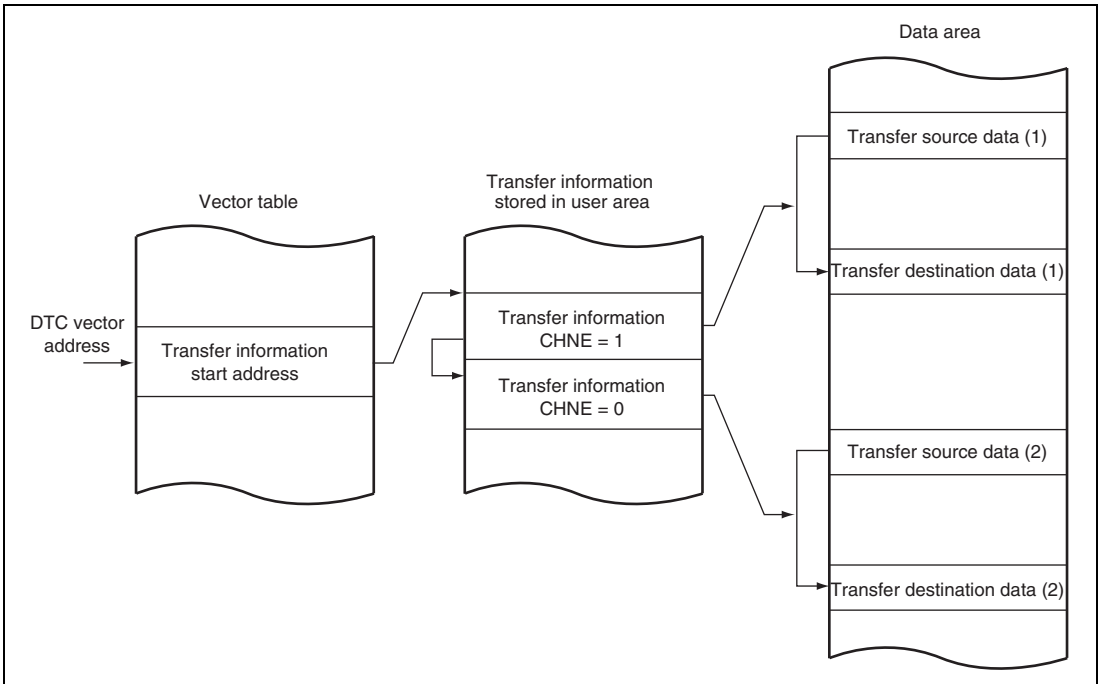 Data area
Transfer source data (1)
Transfer information
stored in user area
Vector table
Transfer destination data (1)
DTC vector
address
Transfer information
start address
Transfer information
CHNE = 1
Transfer information
CHNE = 0
Transfer source data (2)
Transfer destination data (2)